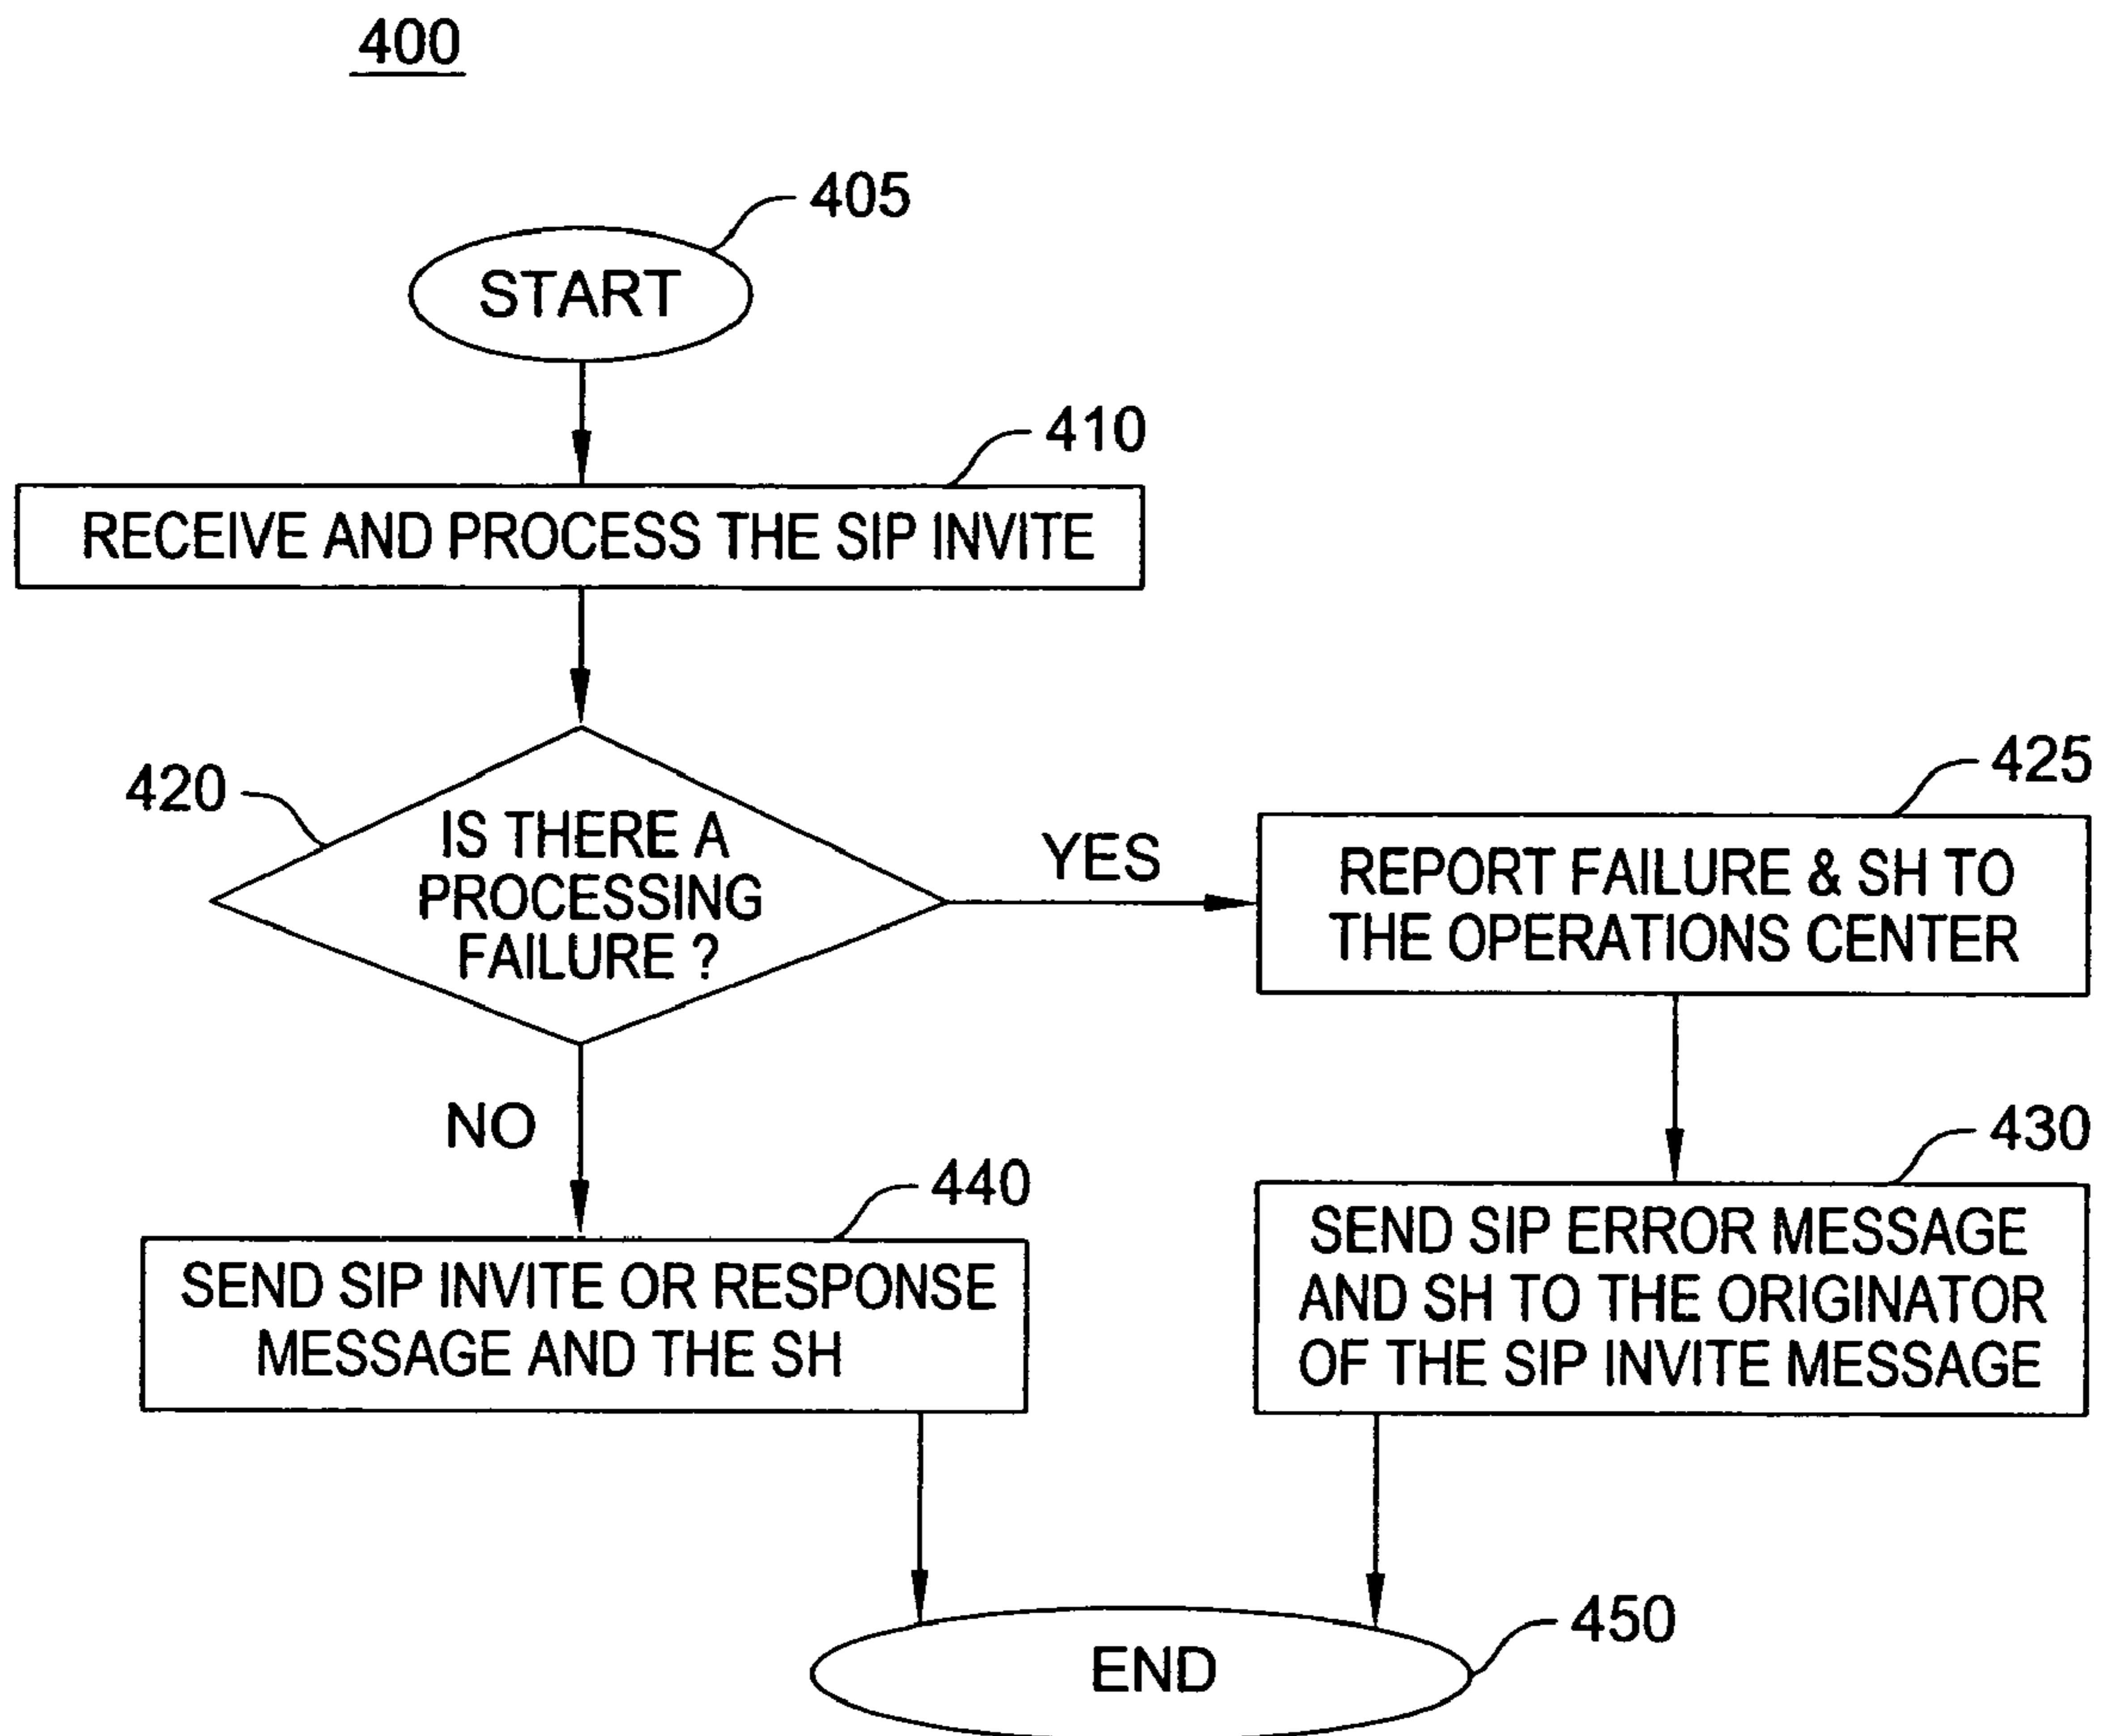 400
405
START
410
RECEIVE AND PROCESS THE SIP INVITE
420
IS THERE A
PROCESSING
FAILURE ?
YES
425
REPORT FAILURE & SH TO
THE OPERATIONS CENTER
NO
430
SEND SIP ERROR MESSAGE
AND SH TO THE ORIGINATOR
OF THE SIP INVITE MESSAGE
440
SEND SIP INVITE OR RESPONSE
MESSAGE AND THE SH
450
END